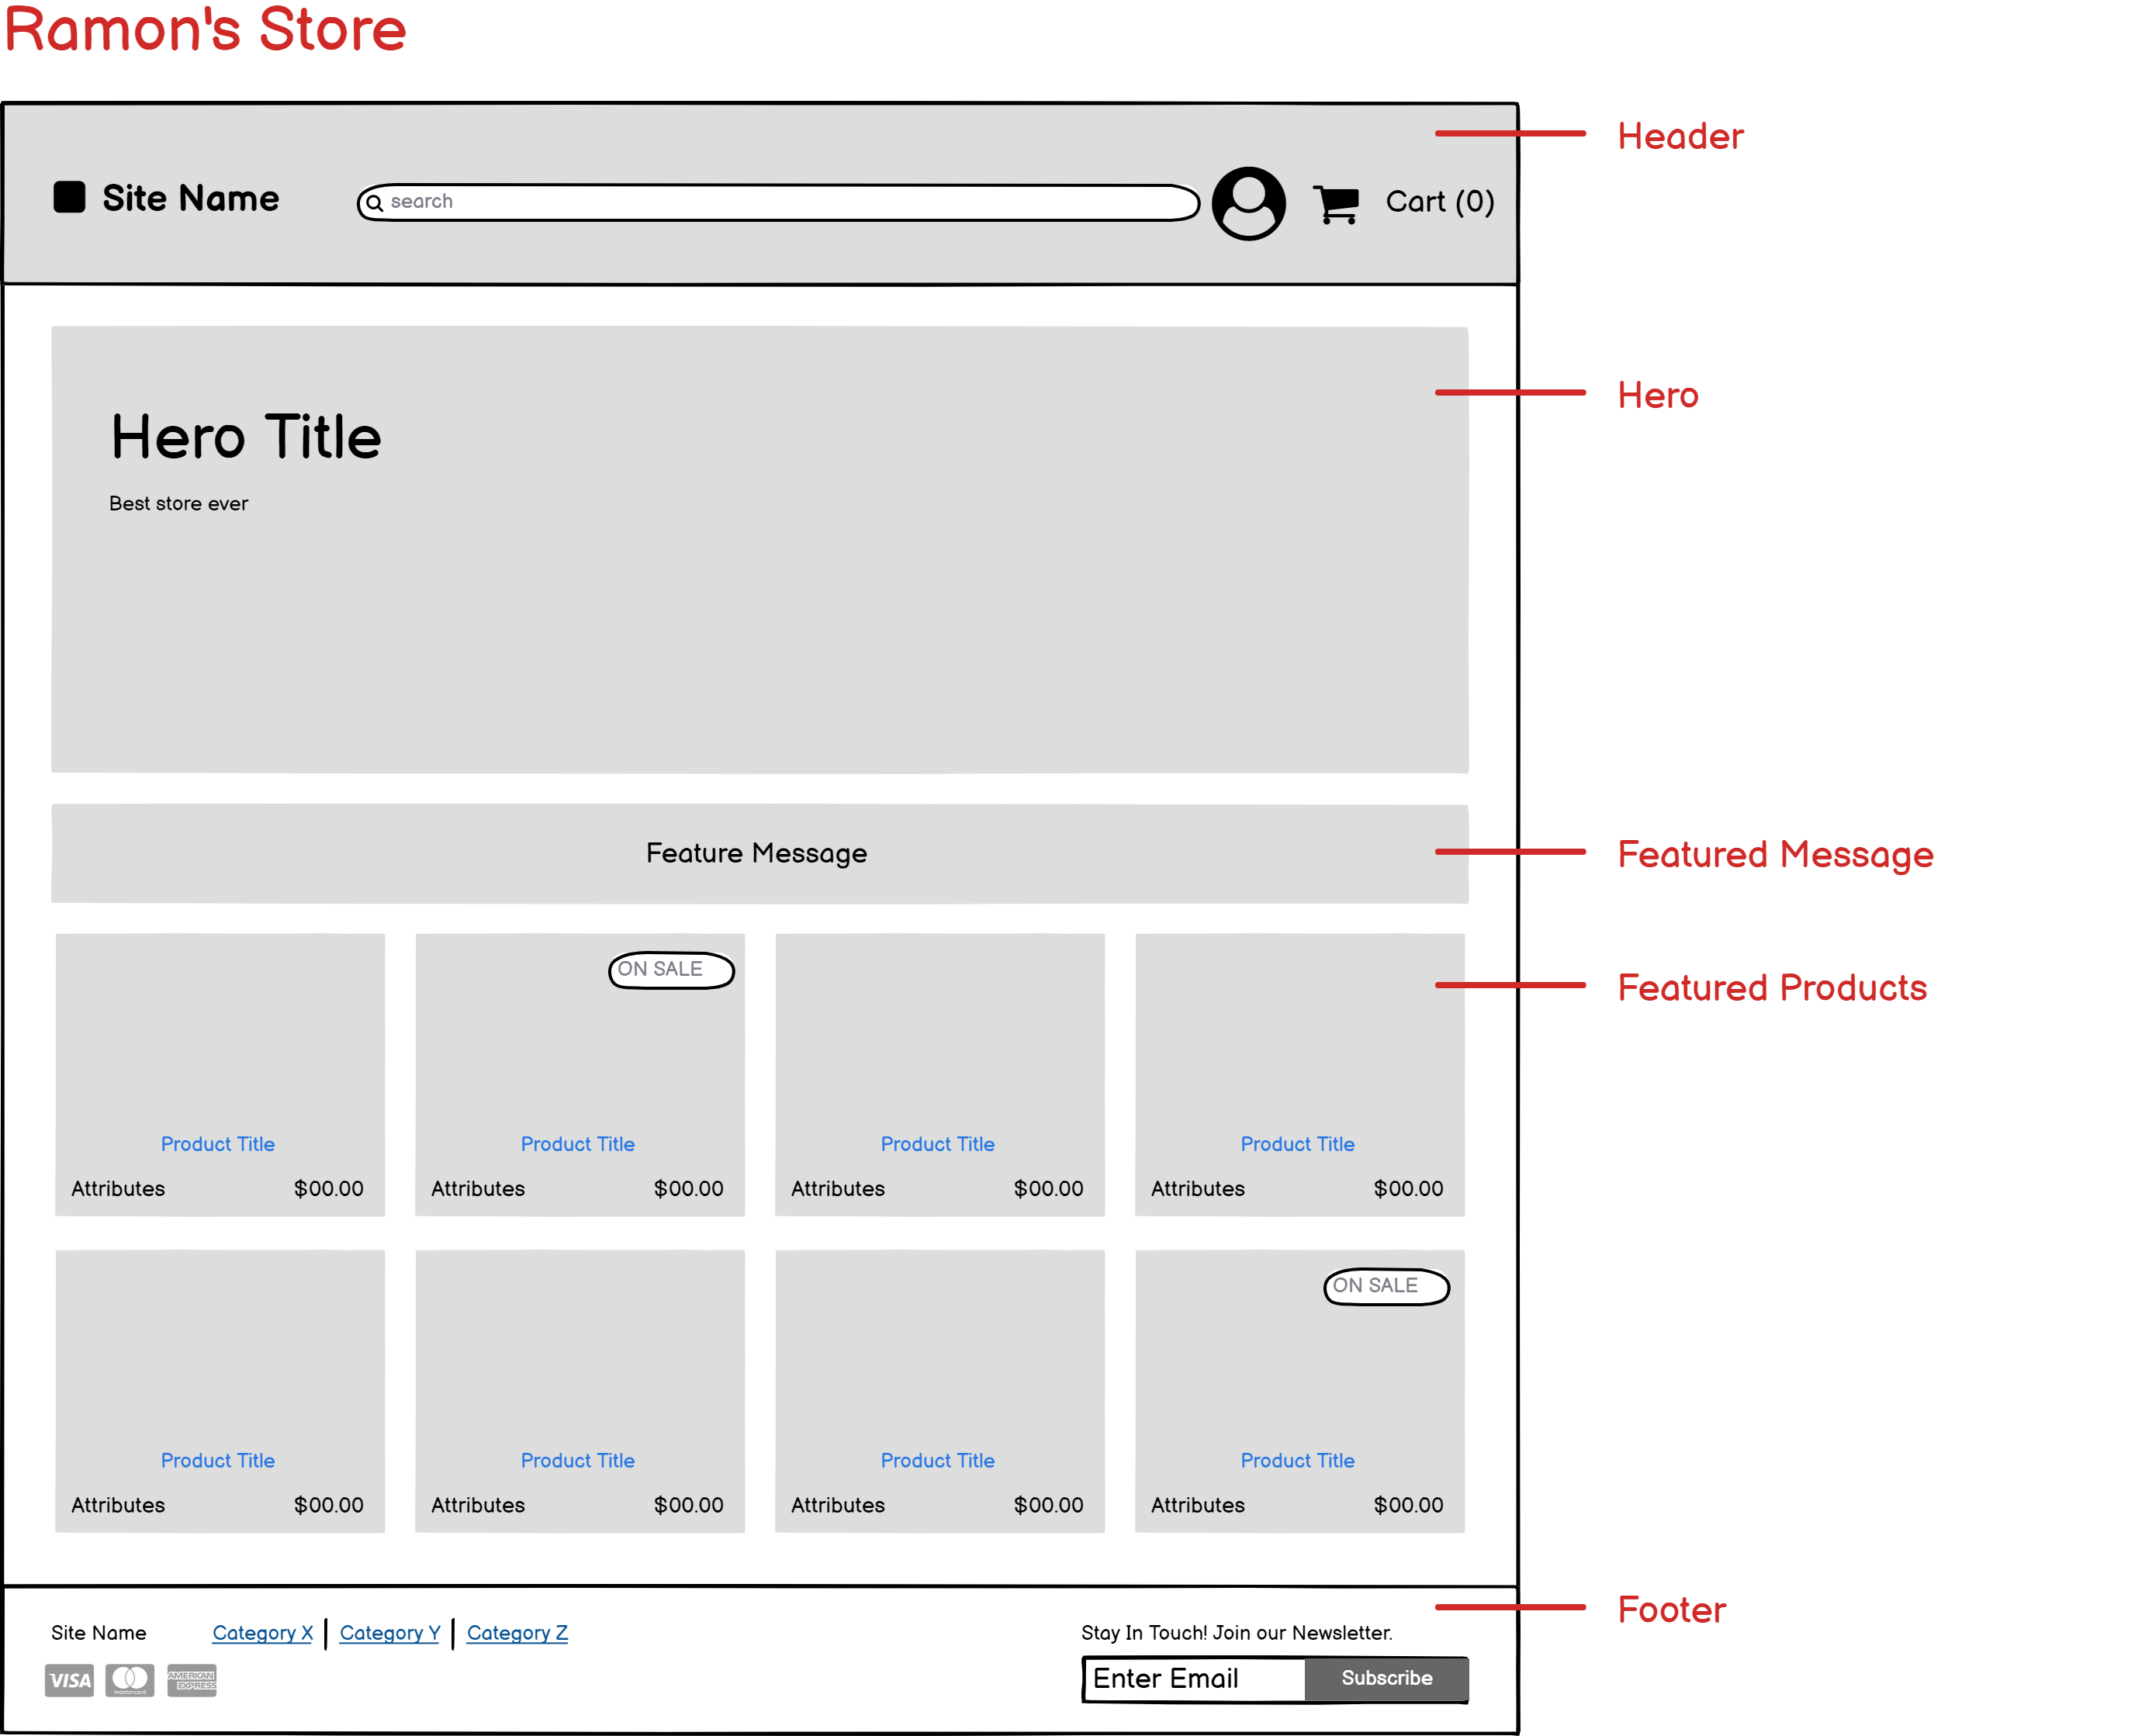 Ramon's Store
Header
Site Name
search
Cart (0)
Hero
Hero Title
Best store ever
Feature Message
Featured Message
ON SALE
Featured Products
Product Title Product Title Product Title Product Title
Attributes $00.00 Attributes $00.00 Attributes $00.00 Attributes $00.00
ON SALE
Product Title Product Title Product Title Product Title
Attributes $00.00 Attributes $00.00 Attributes $00.00 Attributes $00.00
Footer
Site Name Category X Category Y Category Z
Stay In Touch! Join our Newsletter.
VISA mastercard AMERICAN EXPRESS
Enter Email Subscribe